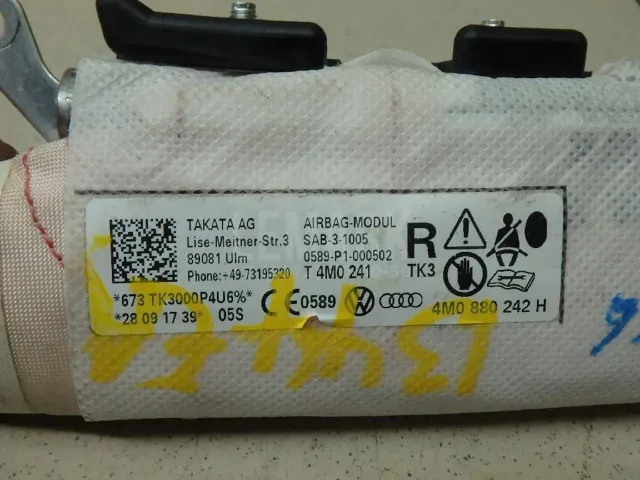 TAKATA AG
Lise-Meitner-Str.3
89081 Ulm
Phone:+49-73195320
AIRBAG-MODUL
SAB-3-1005
0589-P1-000502
T 4M0 241
R
TK3
*673 TK3000P4U6%*
*28 09 17 39* 05S
CE0589
4M0 880 242 H